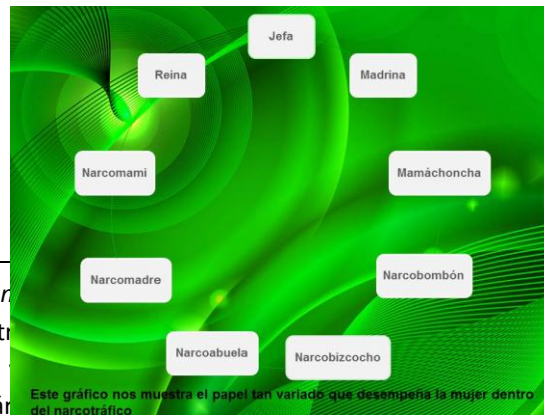 Jefa
Reina
Madrina
Narcomami
Mamáchoncha
Narcomadre
Narcobombón
Narcoabuela
Narcobizcocho
Este gráfico nos muestra el papel tan variado que desempeña la mujer dentro
del narcotráfico